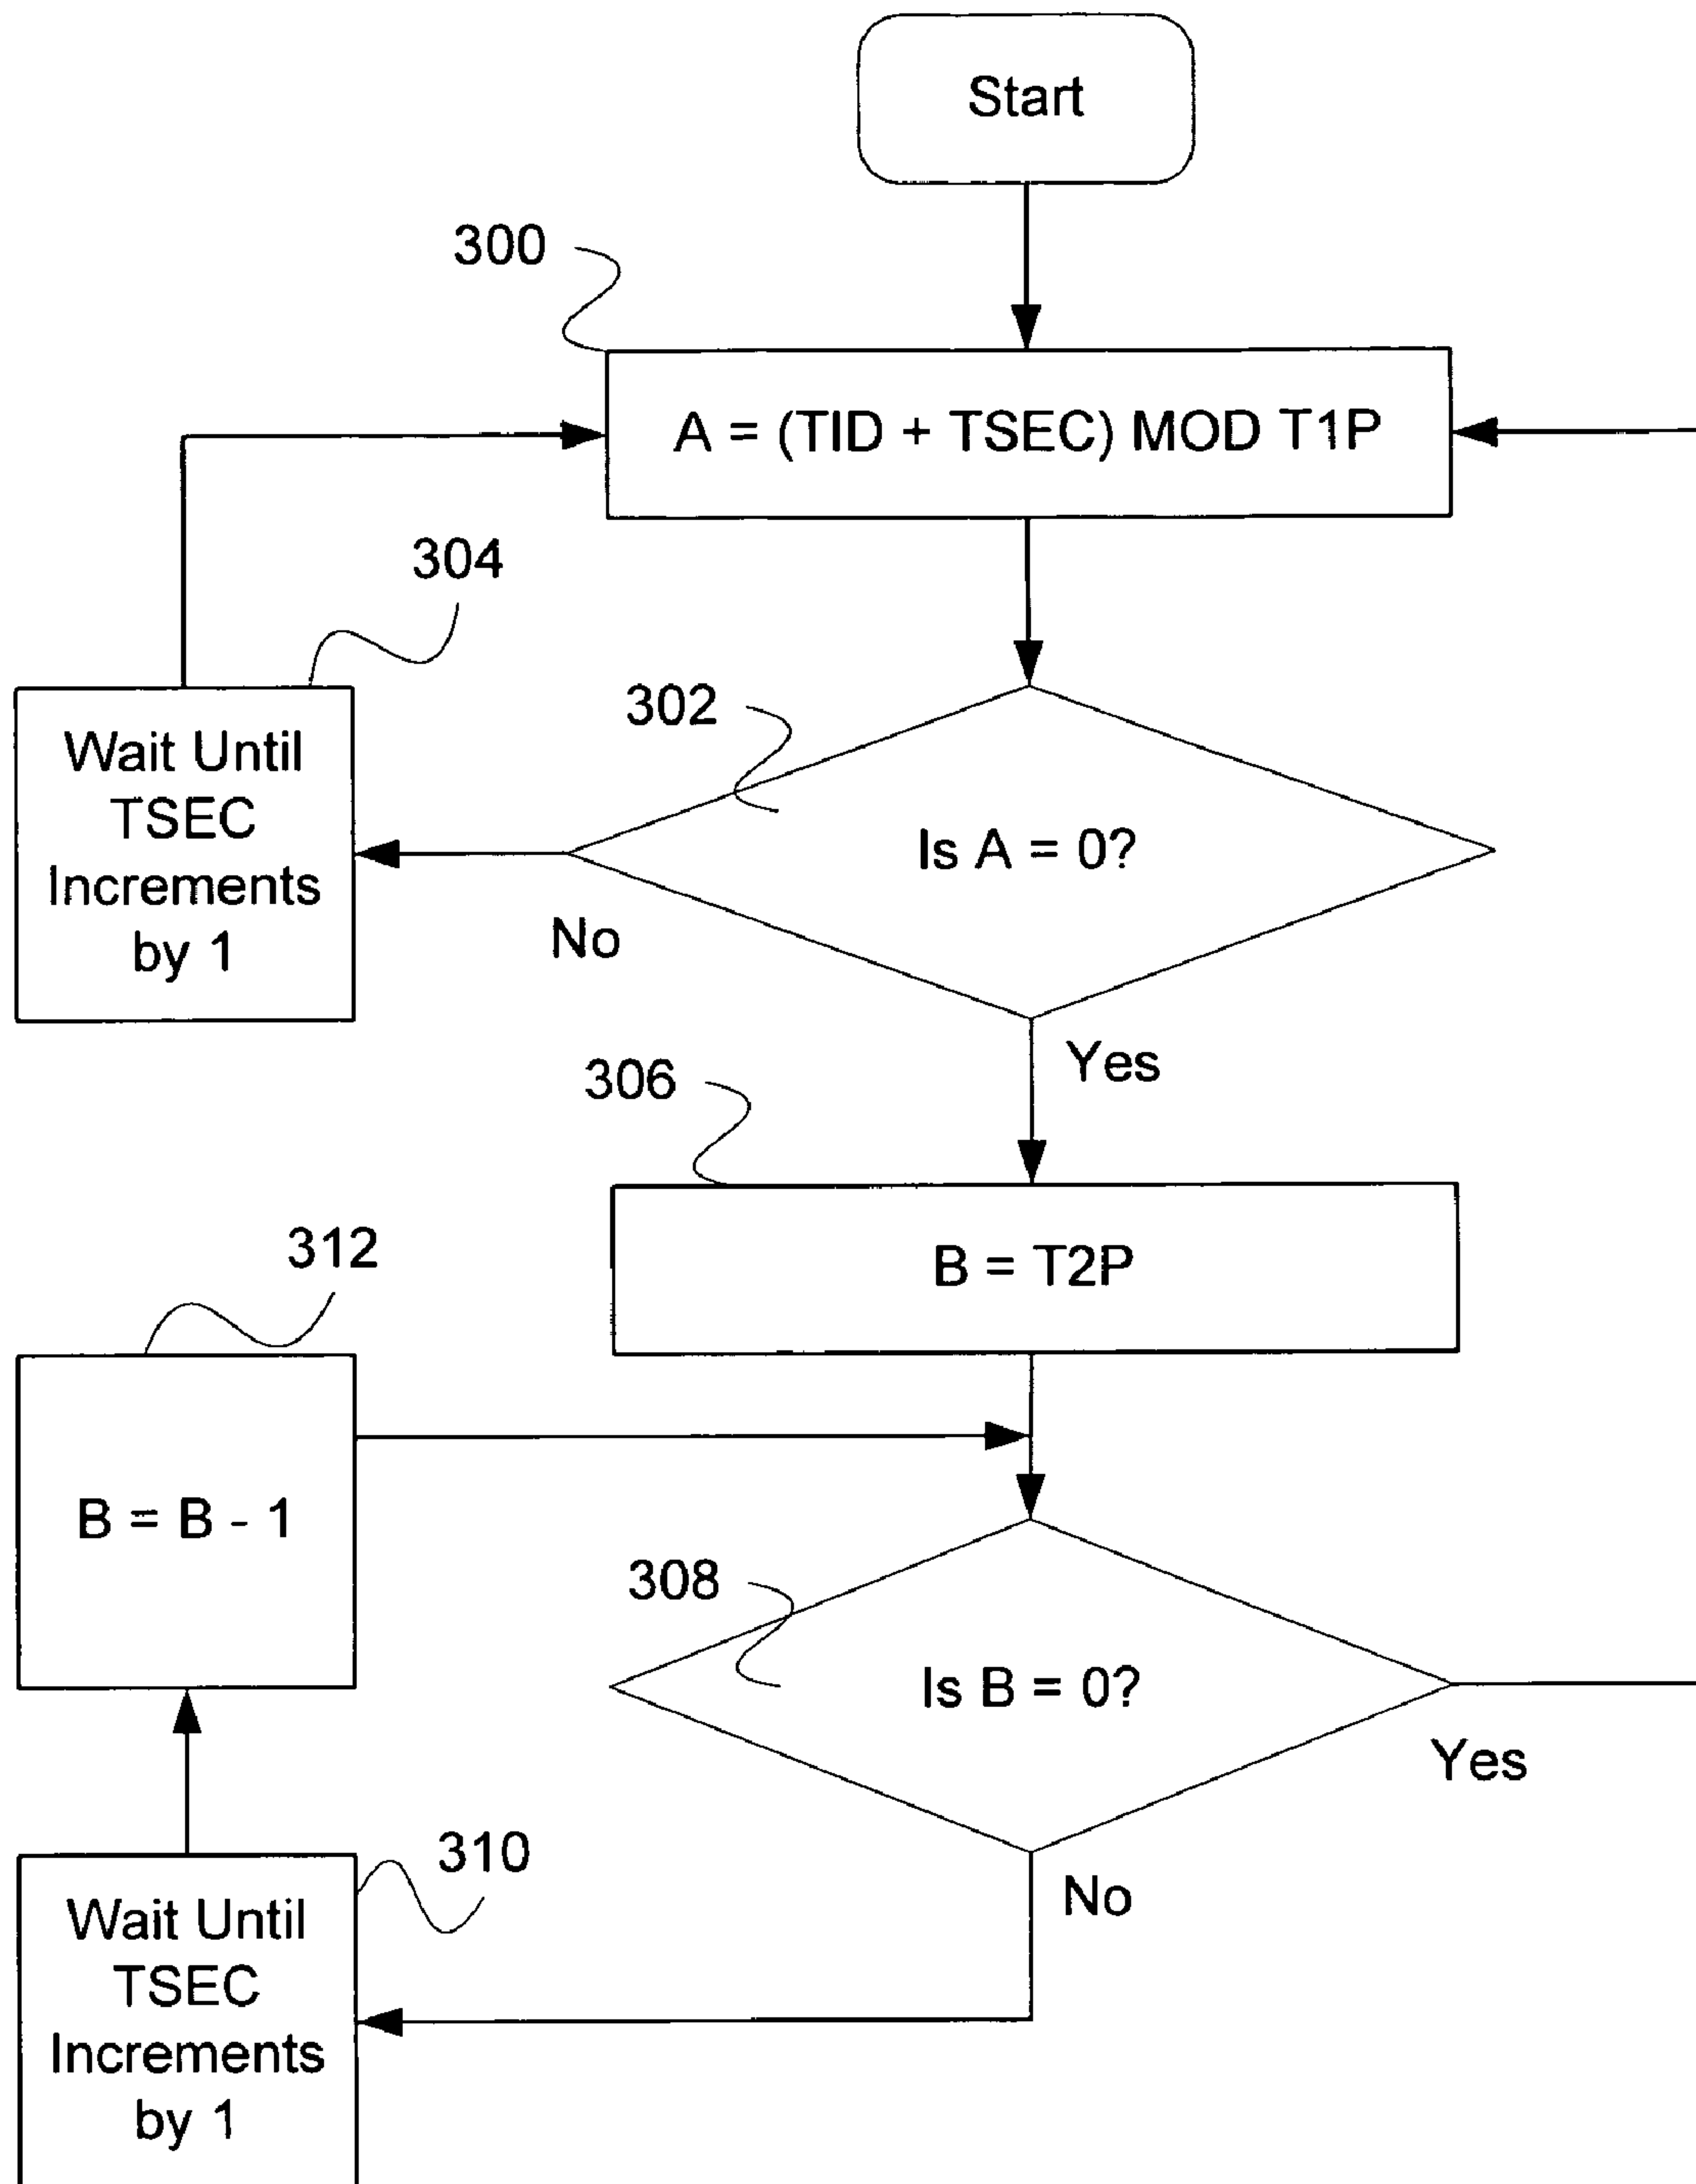 Start
300
A = (TID + TSEC) MOD T1P
304
302
Wait Until
TSEC
Increments
by 1
Is A = 0?
No
Yes
306
B = T2P
312
B = B - 1
308
Is B = 0?
Yes
310
No
Wait Until
TSEC
Increments
by 1